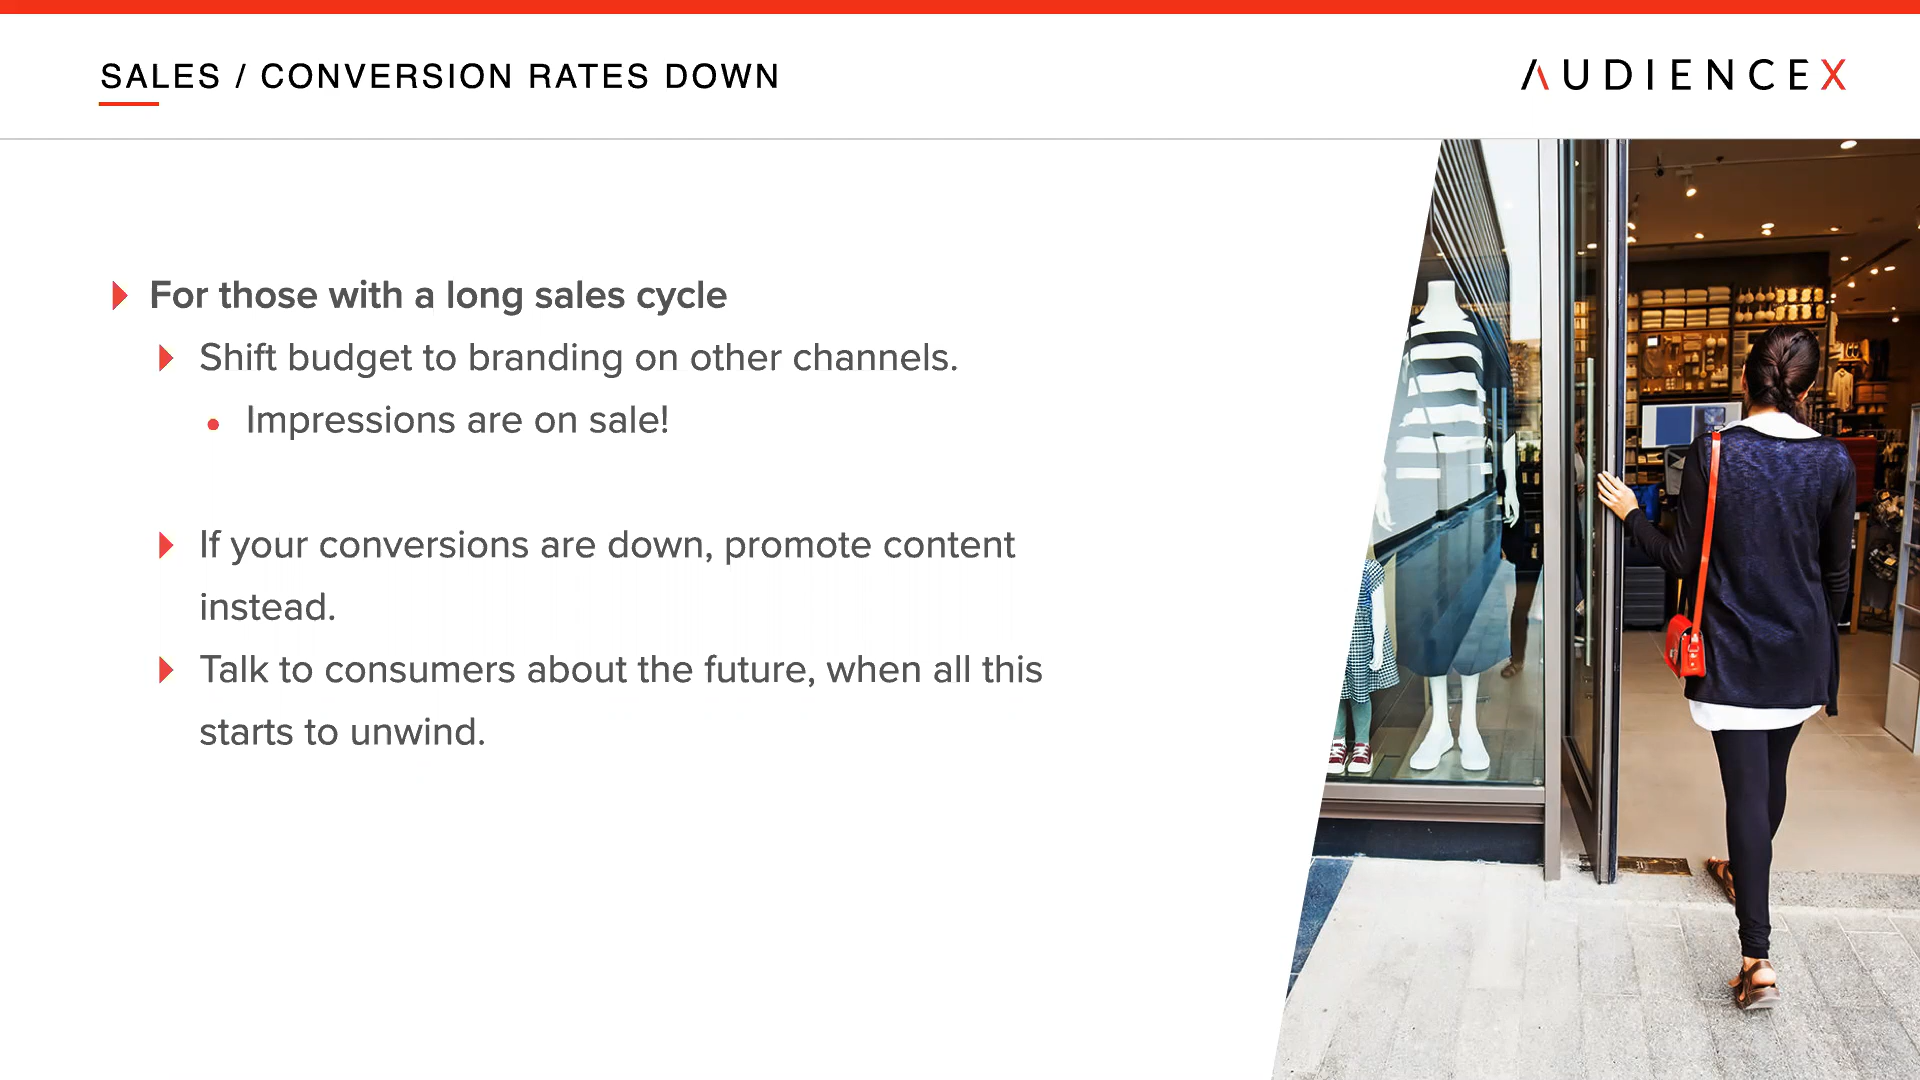 SALES / CONVERSION RATES DOWN
AUDIENCEX
For those with a long sales cycle
Shift budget to branding on other channels.
Impressions are on sale!
If your conversions are down, promote content
instead.
Talk to consumers about the future, when all this
starts to unwind.